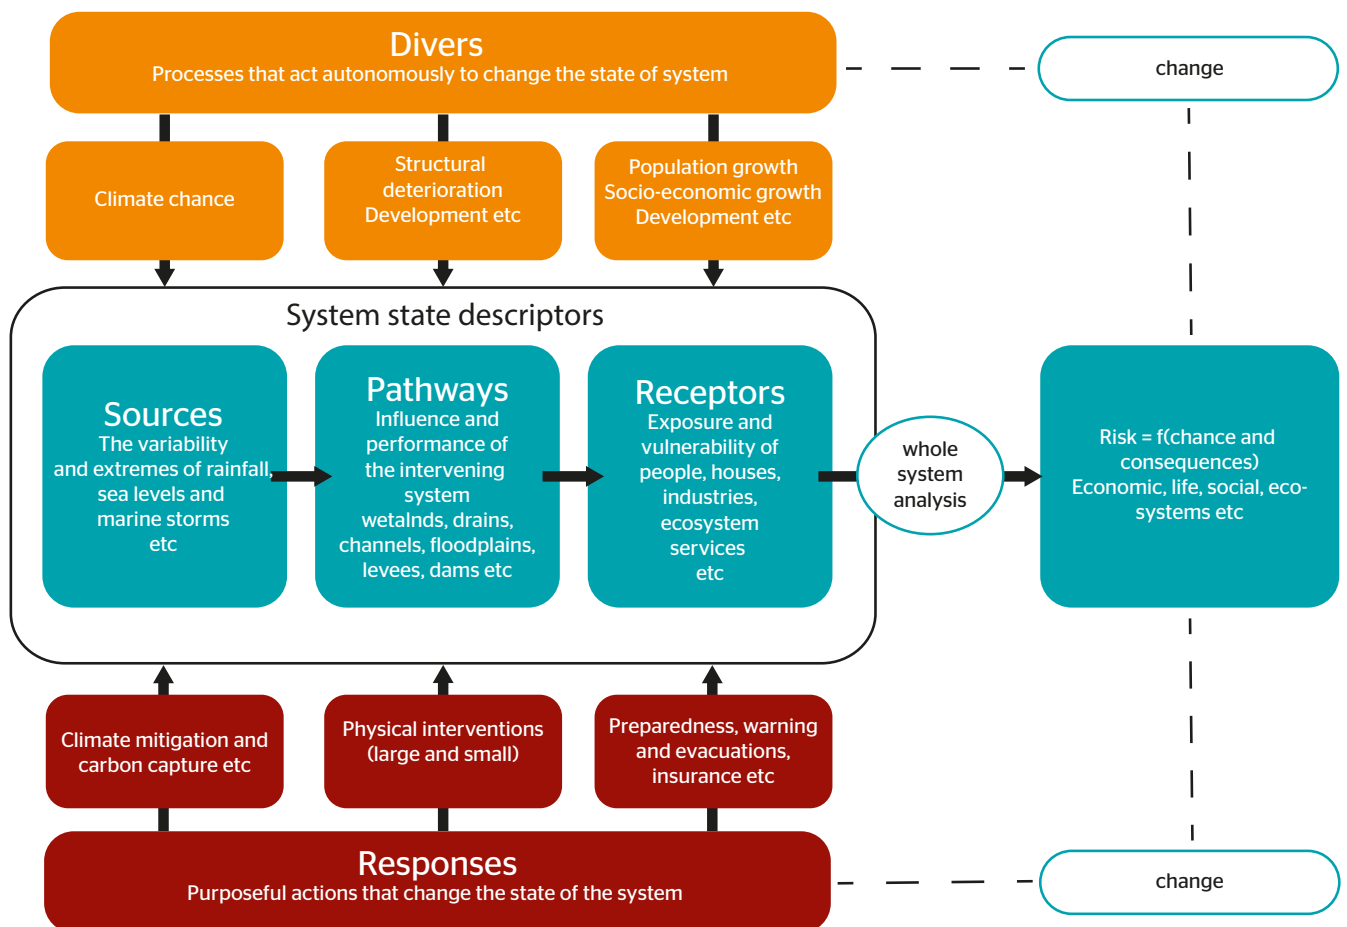 Divers
Processes that act autonomously to change the state of system
change
Climate chance
Structural
deterioration
Development etc
Population growth
Socio-economic growth
Development etc
System state descriptors
Sources
The variability
and extremes of rainfall,
sea levels and
marine storms
etc
Pathways
Influence and
performance of
the intervening
system
wetalnds, drains,
channels, floodplains,
levees, dams etc
Receptors
Exposure and
vulnerability of
people, houses,
industries,
ecosystem
services
etc
whole
system
analysis
Risk = f(chance and
consequences)
Economic, life, social, eco-
systems etc
Climate mitigation and
carbon capture etc
Physical interventions
(large and small)
Preparedness, warning
and evacuations,
insurance etc
Responses
Purposeful actions that change the state of the system
change